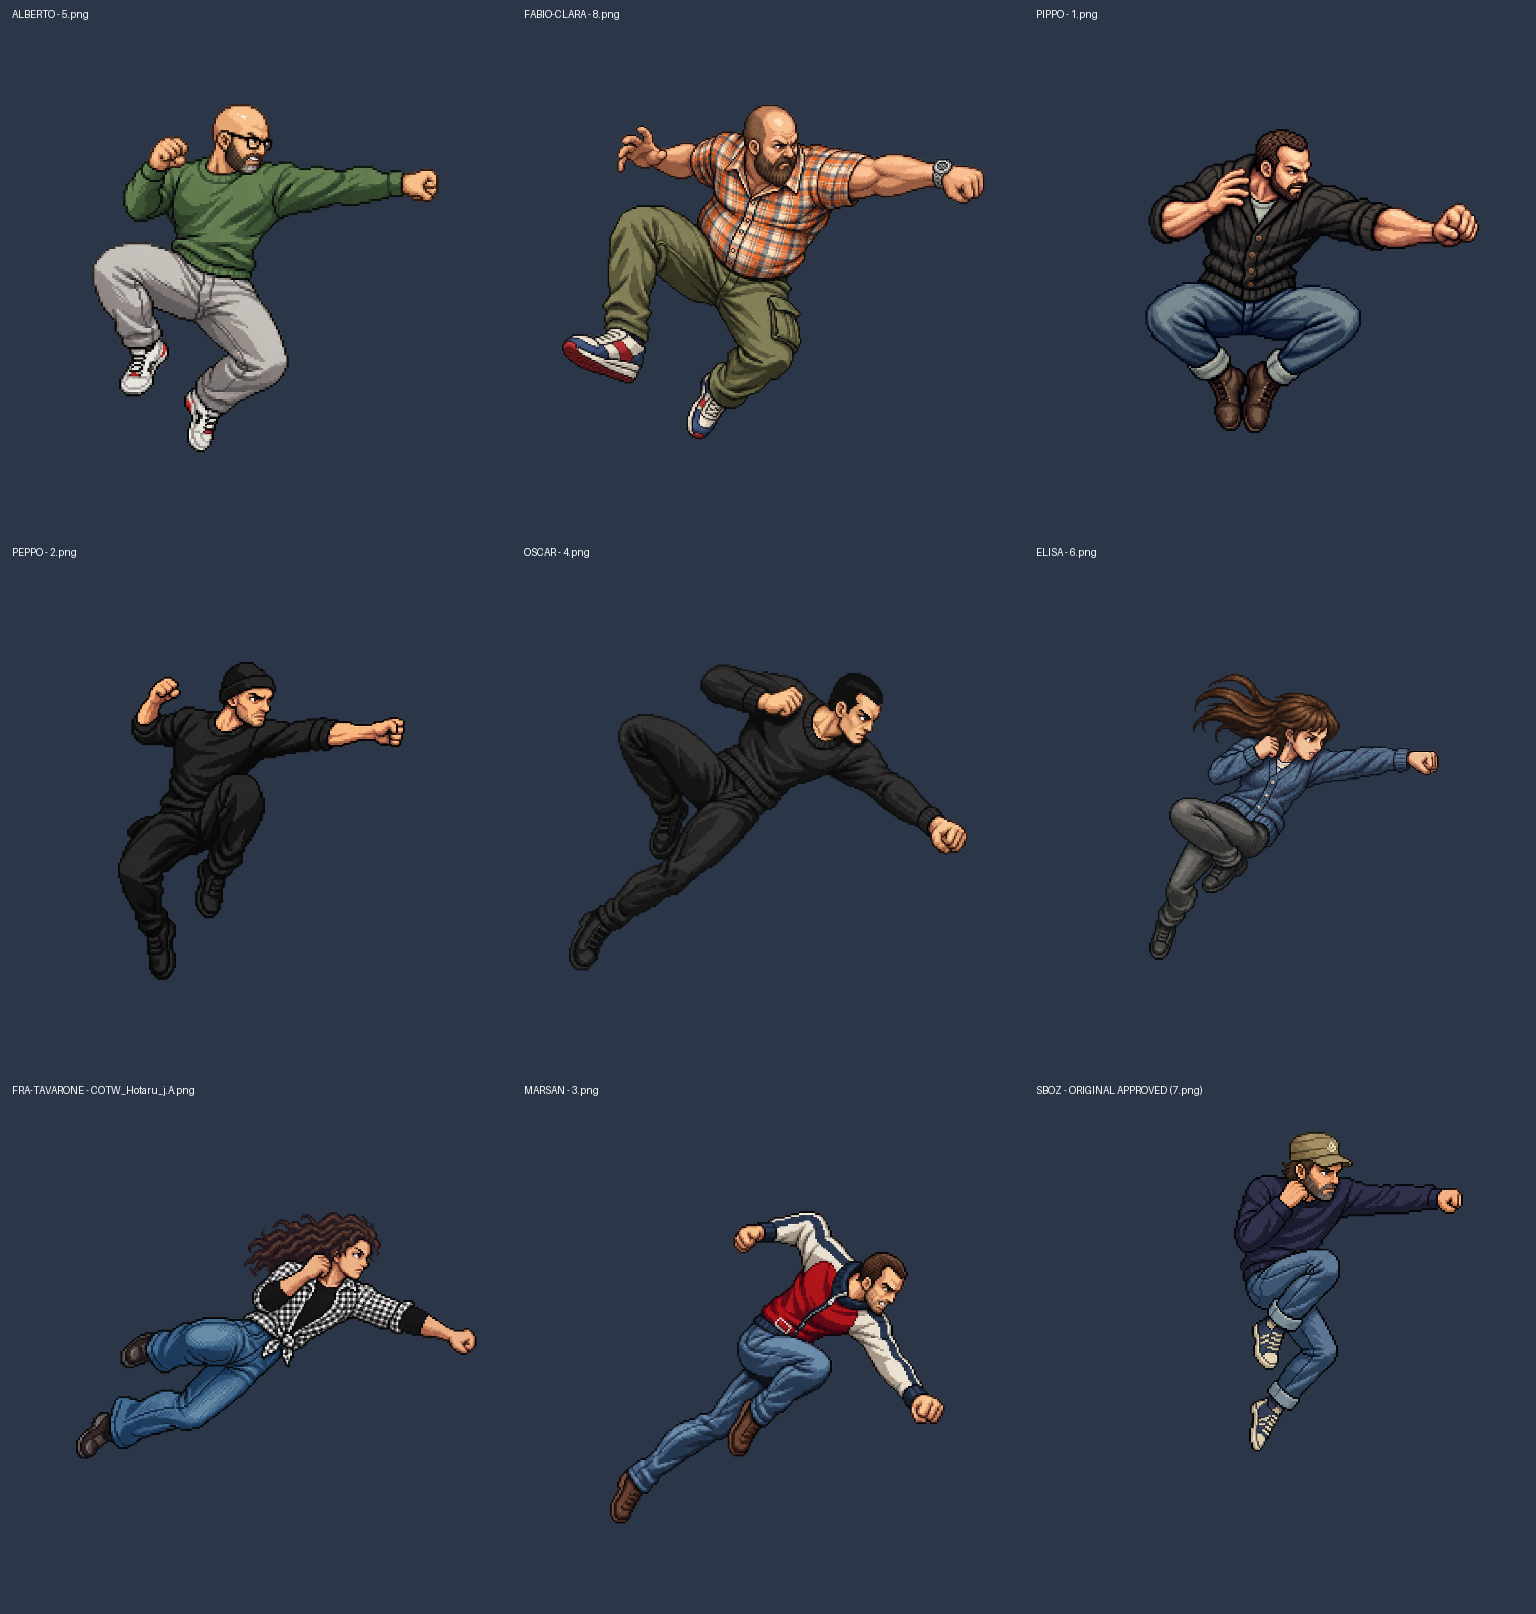 ALBERTO - 5.png
FABIO-CLARA - 8.png
PIPPO - 1.png
PEPPO - 2.png
OSCAR - 4.png
ELISA - 6.png
FRA-TAVARONE - COTW_Hotaru_j.A.png
MARSAN - 3.png
SBOZ - ORIGINAL APPROVED (7.png)